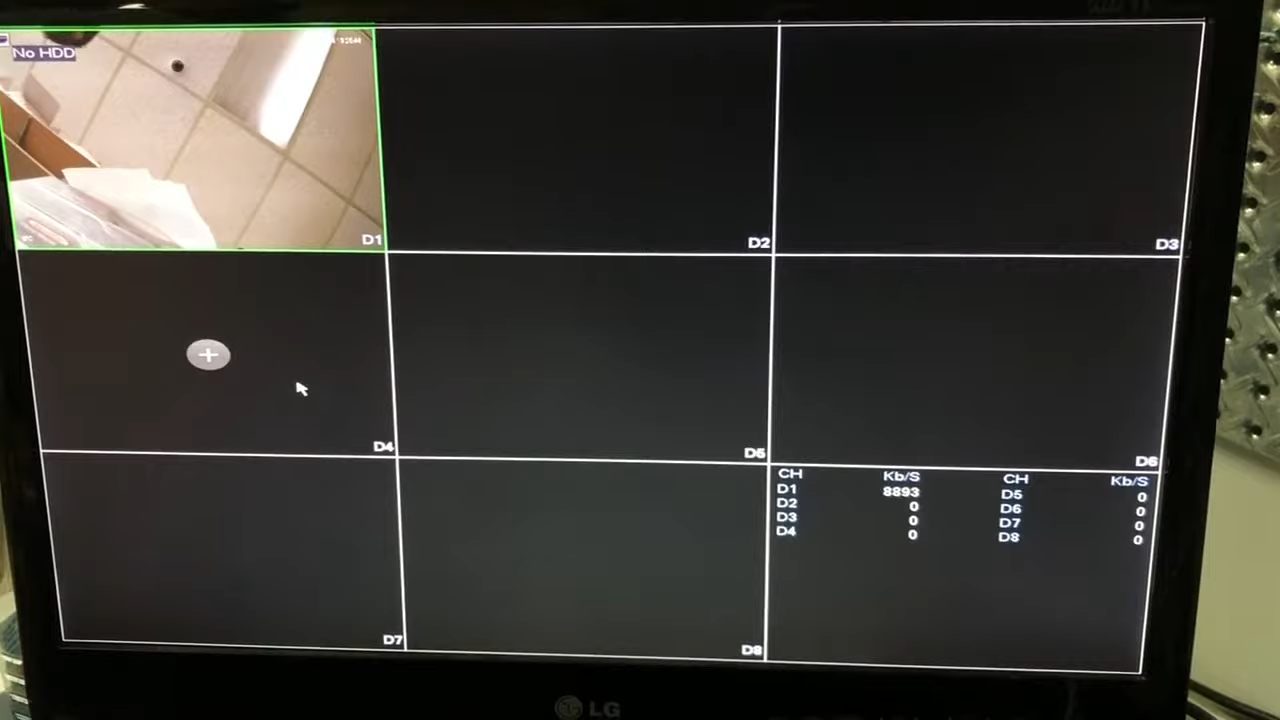 No HDD
D1
D2
D3
D4
D5
D6
CH Kb/S CH Kb/S
D1 8893 D5 0
D2 0 D6 0
D3 0 D7 0
D4 0 D8 0
D7
D8
LG